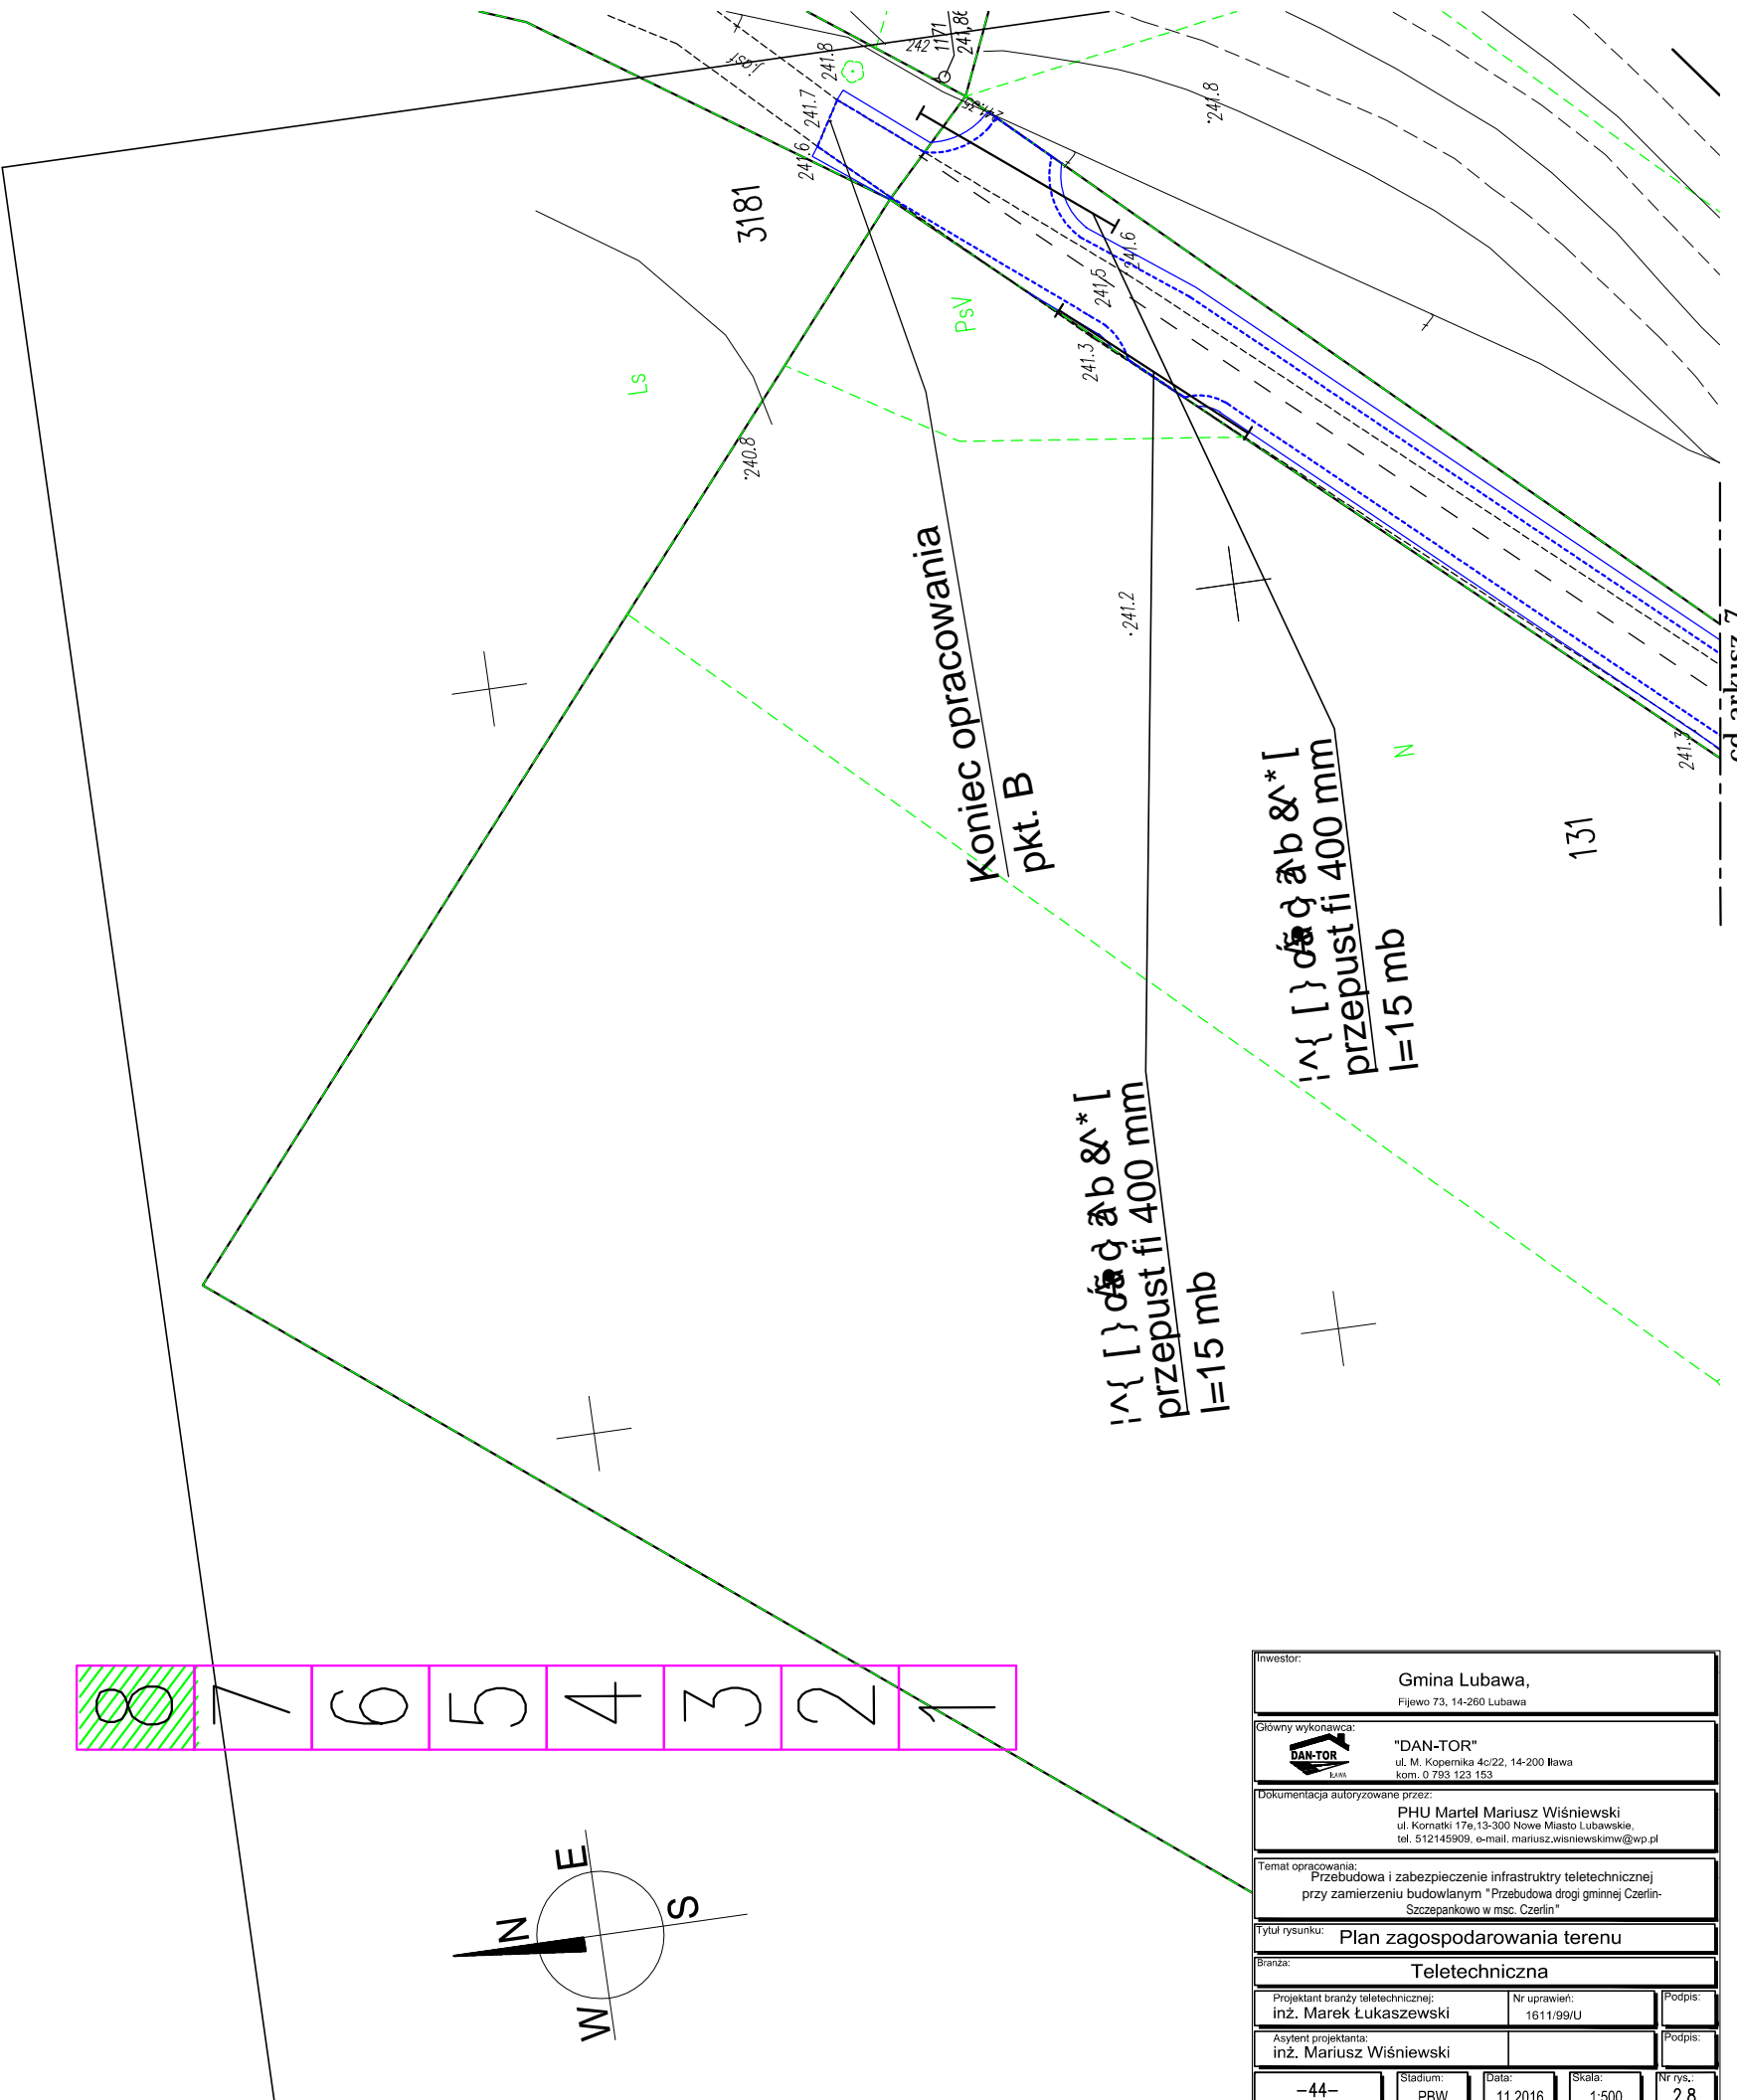 242
1171
241,86
j.asf
241.8
241.7
241.6
3181
241.8
241.6
241.5
241.3
PsV
Ls
240.8
241.2
Koniec opracowania
pkt. B
przepust fi 400 mm
l=15 mb
przepust fi 400 mm
l=15 mb
N
131
241.3
8 7 6 5 4 3 2 1
N
E
S
W
Inwestor:
Gmina Lubawa,
Fijewo 73, 14-260 Lubawa
Główny wykonawca:
DAN-TOR
IŁAWA
"DAN-TOR"
ul. M. Kopernika 4c/22, 14-200 Iława
kom. 0 793 123 153
Dokumentacja autoryzowane przez:
PHU Martel Mariusz Wiśniewski
ul. Kornatki 17e,13-300 Nowe Miasto Lubawskie,
tel. 512145909, e-mail. mariusz.wisniewskimw@wp.pl
Temat opracowania:
Przebudowa i zabezpieczenie infrastruktry teletechnicznej
przy zamierzeniu budowlanym "Przebudowa drogi gminnej Czerlin-
Szczepankowo w msc. Czerlin"
Tytuł rysunku: Plan zagospodarowania terenu
Branża:
Teletechniczna
Projektant branży teletechnicznej:
inż. Marek Łukaszewski
Nr uprawień:
1611/99/U
Podpis:
Asytent projektanta:
inż. Mariusz Wiśniewski
Podpis:
-44-
Stadium:
PBW
Data:
11.2016
Skala:
1:500
Nr rys.:
2.8